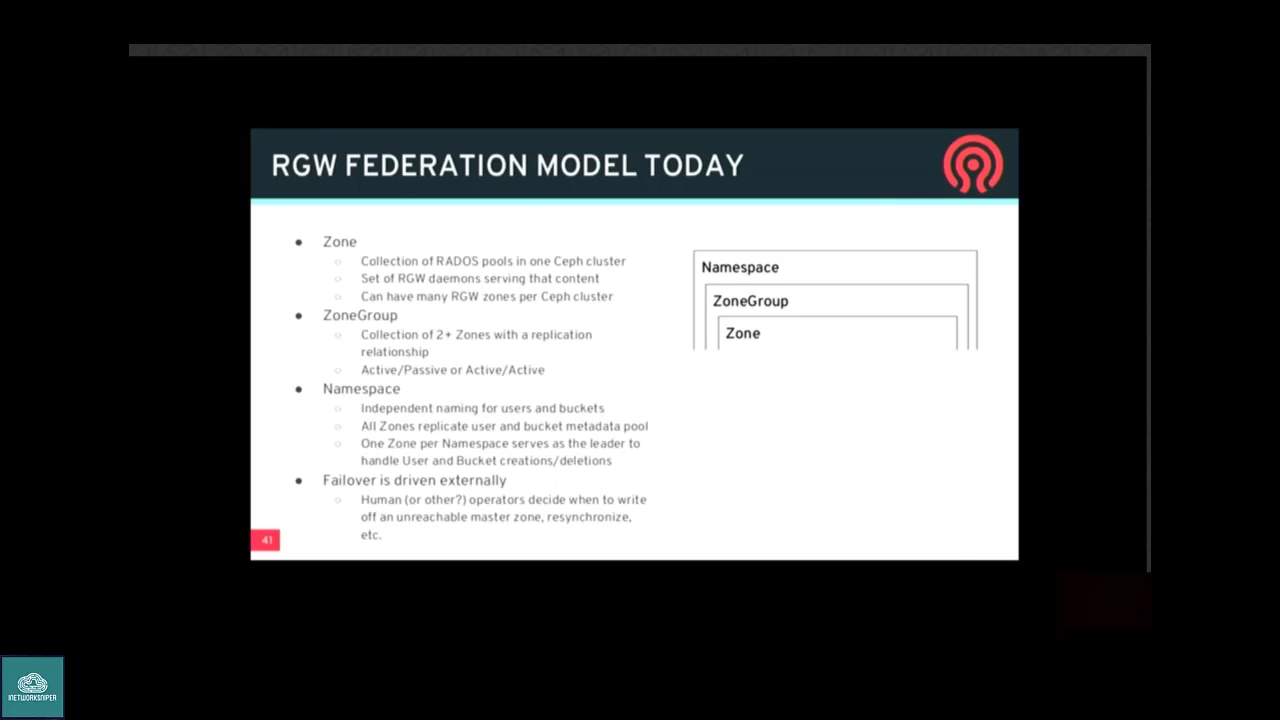 RGW FEDERATION MODEL TODAY
● Zone
○ Collection of RADOS pools in one Ceph cluster
○ Set of RGW daemons serving that content
○ Can have many RGW zones per Ceph cluster
● ZoneGroup
○ Collection of 2+ Zones with a replication
relationship
○ Active/Passive or Active/Active
● Namespace
○ Independent naming for users and buckets
○ All Zones replicate user and bucket metadata pool
○ One Zone per Namespace serves as the leader to
handle User and Bucket creations/deletions
● Failover is driven externally
○ Human (or other?) operators decide when to write
off an unreachable master zone, resynchronize,
etc.
Namespace
ZoneGroup
Zone
41
INETWORKSNIPER